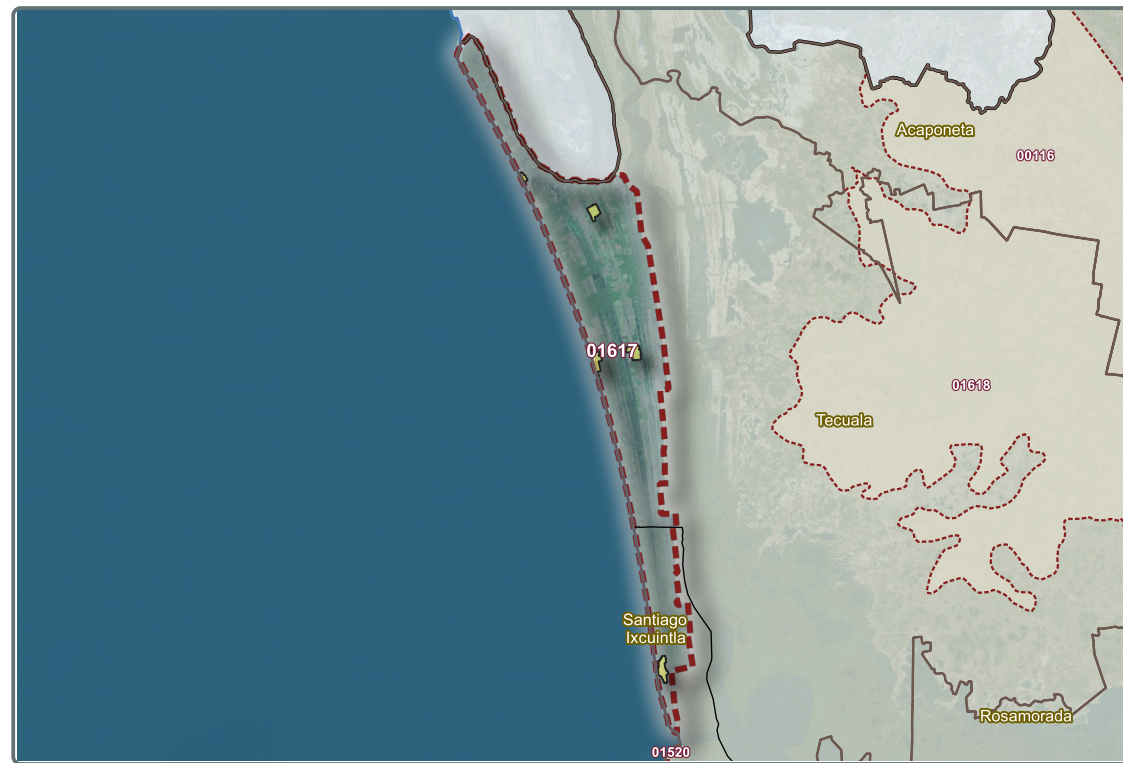 Acaponeta
00116
01617
01618
Tecuala
Santiago
Ixcuintla
Rosamorada
01520